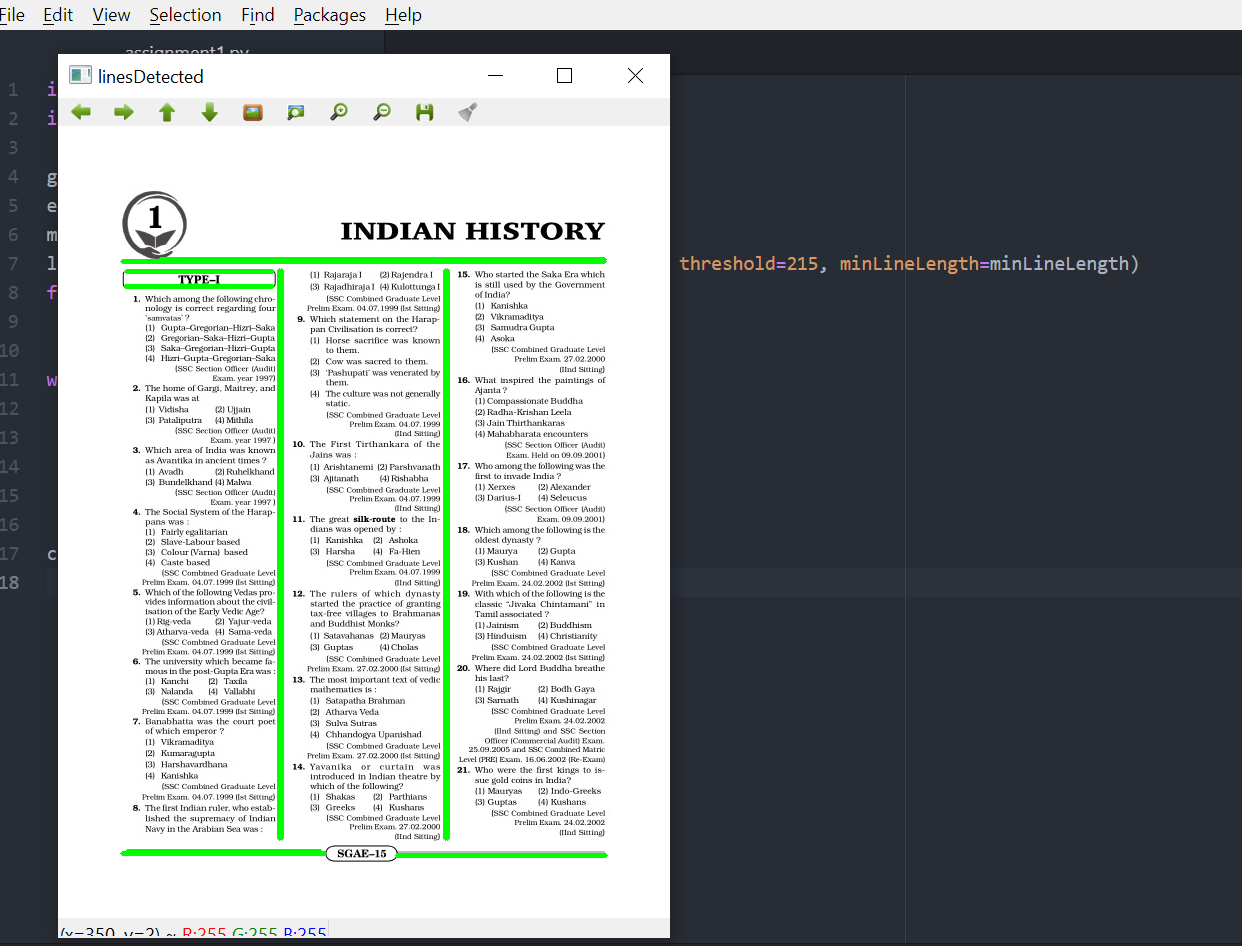 File Edit View Selection Find Packages Help
assignment1.py
linesDetected
1 i
2 i
3
4 g
5 e
6 m
7 l threshold=215, minLineLength=minLineLength)
8 f
9
10
11 w
12
13
14
15
16
17 c
18
1
INDIAN HISTORY
TYPE–I
1. Which among the following chro-
nology is correct regarding four
'samvatas' ?
(1) Gupta–Gregorian–Hizri–Saka
(2) Gregorian–Saka–Hizri–Gupta
(3) Saka–Gregorian–Hizri–Gupta
(4) Hizri–Gupta–Gregorian–Saka
(SSC Section Officer (Audit)
Exam. year 1997)
2. The home of Gargi, Maitrey, and
Kapila was at
(1) Vidisha (2) Ujjain
(3) Pataliputra (4) Mithila
(SSC Section Officer (Audit)
Exam. year 1997 )
3. Which area of India was known
as Avantika in ancient times ?
(1) Avadh (2) Ruhelkhand
(3) Bundelkhand (4) Malwa
(SSC Section Officer (Audit)
Exam. year 1997 )
4. The Social System of the Harap-
pans was :
(1) Fairly egalitarian
(2) Slave-Labour based
(3) Colour (Varna) based
(4) Caste based
(SSC Combined Graduate Level
Prelim Exam. 04.07.1999 (Ist Sitting)
5. Which of the following Vedas pro-
vides information about the civil-
isation of the Early Vedic Age?
(1) Rig-veda (2) Yajur-veda
(3) Atharva-veda (4) Sama-veda
(SSC Combined Graduate Level
Prelim Exam. 04.07.1999 (Ist Sitting)
6. The university which became fa-
mous in the post-Gupta Era was :
(1) Kanchi (2) Taxila
(3) Nalanda (4) Vallabhi
(SSC Combined Graduate Level
Prelim Exam. 04.07.1999 (Ist Sitting)
7. Banabhatta was the court poet
of which emperor ?
(1) Vikramaditya
(2) Kumaragupta
(3) Harshavardhana
(4) Kanishka
(SSC Combined Graduate Level
Prelim Exam. 04.07.1999 (Ist Sitting)
8. The first Indian ruler, who estab-
lished the supremacy of Indian
Navy in the Arabian Sea was :
(1) Rajaraja I (2) Rajendra I
(3) Rajadhiraja I (4) Kulottunga I
(SSC Combined Graduate Level
Prelim Exam. 04.07.1999 (Ist Sitting)
9. Which statement on the Harap-
pan Civilisation is correct?
(1) Horse sacrifice was known
to them.
(2) Cow was sacred to them.
(3) 'Pashupati' was venerated by
them.
(4) The culture was not generally
static.
(SSC Combined Graduate Level
Prelim Exam. 04.07.1999
(IInd Sitting)
10. The First Tirthankara of the
Jains was :
(1) Arishtanemi (2) Parshvanath
(3) Ajitanath (4) Rishabha
(SSC Combined Graduate Level
Prelim Exam. 04.07.1999
(IInd Sitting)
11. The great silk-route to the In-
dians was opened by :
(1) Kanishka (2) Ashoka
(3) Harsha (4) Fa-Hien
(SSC Combined Graduate Level
Prelim Exam. 04.07.1999
(IInd Sitting)
12. The rulers of which dynasty
started the practice of granting
tax-free villages to Brahmanas
and Buddhist Monks?
(1) Satavahanas (2) Mauryas
(3) Guptas (4) Cholas
(SSC Combined Graduate Level
Prelim Exam. 27.02.2000 (Ist Sitting)
13. The most important text of vedic
mathematics is :
(1) Satapatha Brahman
(2) Atharva Veda
(3) Sulva Sutras
(4) Chhandogya Upanishad
(SSC Combined Graduate Level
Prelim Exam. 27.02.2000 (Ist Sitting)
14. Yavanika or curtain was
introduced in Indian theatre by
which of the following?
(1) Shakas (2) Parthians
(3) Greeks (4) Kushans
(SSC Combined Graduate Level
Prelim Exam. 27.02.2000
(IInd Sitting)
15. Who started the Saka Era which
is still used by the Government
of India?
(1) Kanishka
(2) Vikramaditya
(3) Samudra Gupta
(4) Asoka
(SSC Combined Graduate Level
Prelim Exam. 27.02.2000
(IInd Sitting)
16. What inspired the paintings of
Ajanta ?
(1) Compassionate Buddha
(2) Radha-Krishan Leela
(3) Jain Thirthankaras
(4) Mahabharata encounters
(SSC Section Officer (Audit)
Exam. Held on 09.09.2001)
17. Who among the following was the
first to invade India ?
(1) Xerxes (2) Alexander
(3) Darius-I (4) Seleucus
(SSC Section Officer (Audit)
Exam. 09.09.2001)
18. Which among the following is the
oldest dynasty ?
(1) Maurya (2) Gupta
(3) Kushan (4) Kanva
(SSC Combined Graduate Level
Prelim Exam. 24.02.2002 (Ist Sitting)
19. With which of the following is the
classic "Jivaka Chintamani" in
Tamil associated ?
(1) Jainism (2) Buddhism
(3) Hinduism (4) Christianity
(SSC Combined Graduate Level
Prelim Exam. 24.02.2002 (Ist Sitting)
20. Where did Lord Buddha breathe
his last?
(1) Rajgir (2) Bodh Gaya
(3) Sarnath (4) Kushinagar
(SSC Combined Graduate Level
Prelim Exam. 24.02.2002
(IInd Sitting) and SSC Section
Officer (Commercial Audit) Exam.
25.09.2005 and SSC Combined Matric
Level (PRE) Exam. 16.06.2002 (Re-Exam)
21. Who were the first kings to is-
sue gold coins in India?
(1) Mauryas (2) Indo-Greeks
(3) Guptas (4) Kushans
(SSC Combined Graduate Level
Prelim Exam. 24.02.2002
(IInd Sitting)
SGAE–15
(x=350, y=2) ~ R:255 G:255 B:255